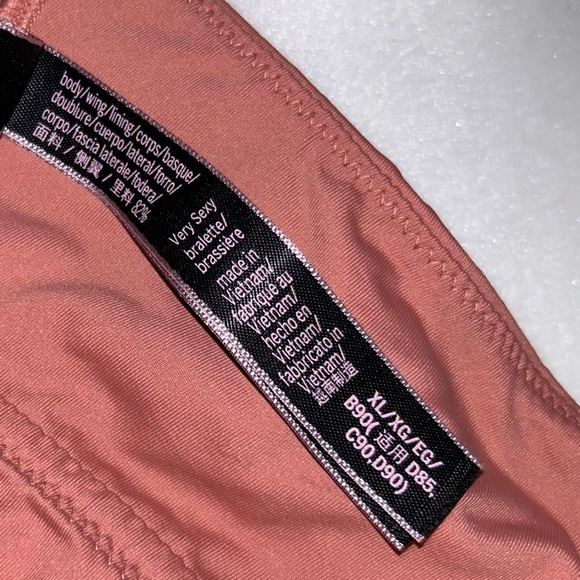 body/wing/lining/corps/basque/
doublure/cuerpo/lateral/forro/
corpo/fascia laterale/fodera/
面料 / 侧翼 / 里料 82%
Very Sexy
bralette/
brassière
made in
Vietnam/
fabriqué au
Vietnam/
hecho en
Vietnam/
fabbricato in
Vietnam/
越南制造
XL/XG/EG/
B90( 适用 D85,
C90,D90)